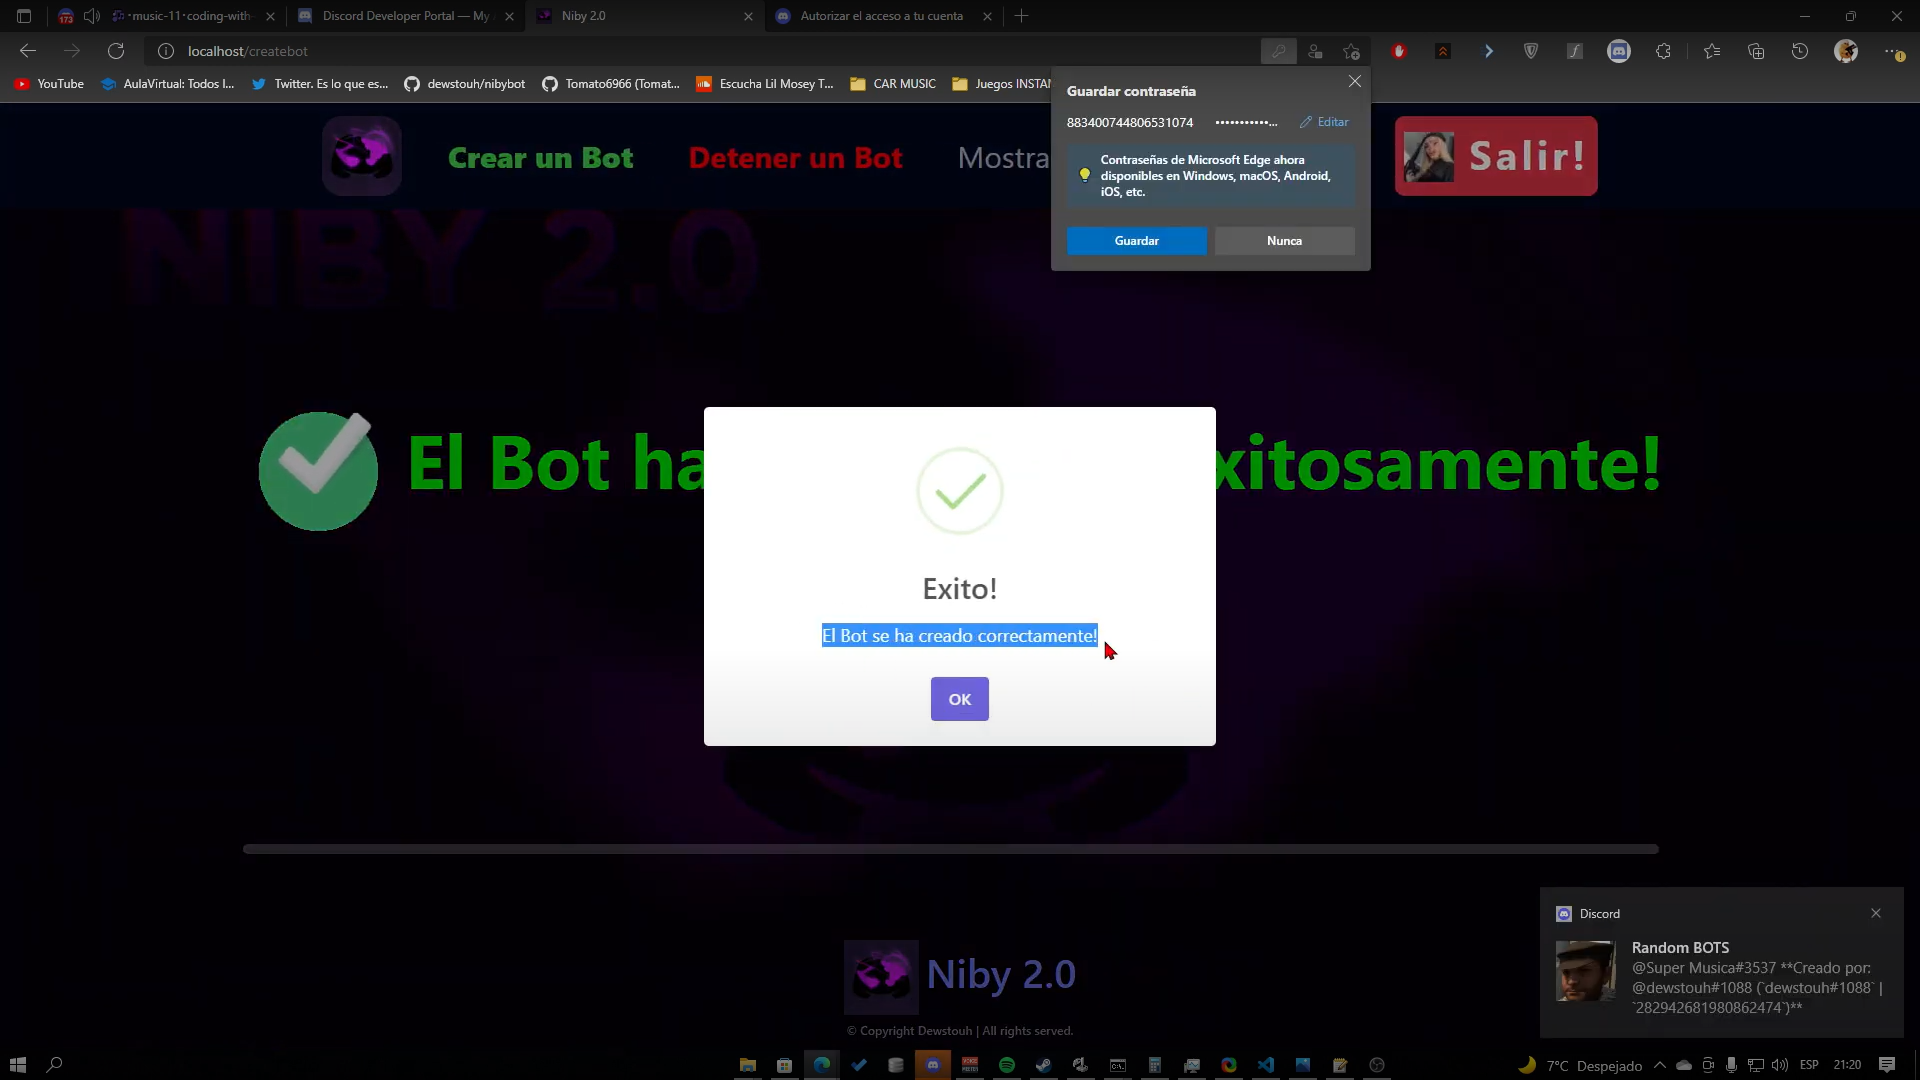 173
music-11・coding-with-
Discord Developer Portal — My
Niby 2.0
Autorizar el acceso a tu cuenta
localhost/createbot
YouTube
AulaVirtual: Todos l...
Twitter. Es lo que es...
dewstouh/nibybot
Tomato6966 (Tomat...
Escucha Lil Mosey T...
CAR MUSIC
Juegos INSTAN
Guardar contraseña
883400744806531074
••••••••••••...
Editar
Contraseñas de Microsoft Edge ahora
disponibles en Windows, macOS, Android,
iOS, etc.
Guardar
Nunca
Crear un Bot
Detener un Bot
Mostra
Salir!
NIBY 2.0
El Bot ha
xitosamente!
Exito!
El Bot se ha creado correctamente!
OK
Niby 2.0
© Copyright Dewstouh | All rights served.
Discord
Random BOTS
@Super Musica#3537 **Creado por:
@dewstouh#1088 (`dewstouh#1088` |
`282942681980862474`)**
7°C Despejado
ESP
21:20